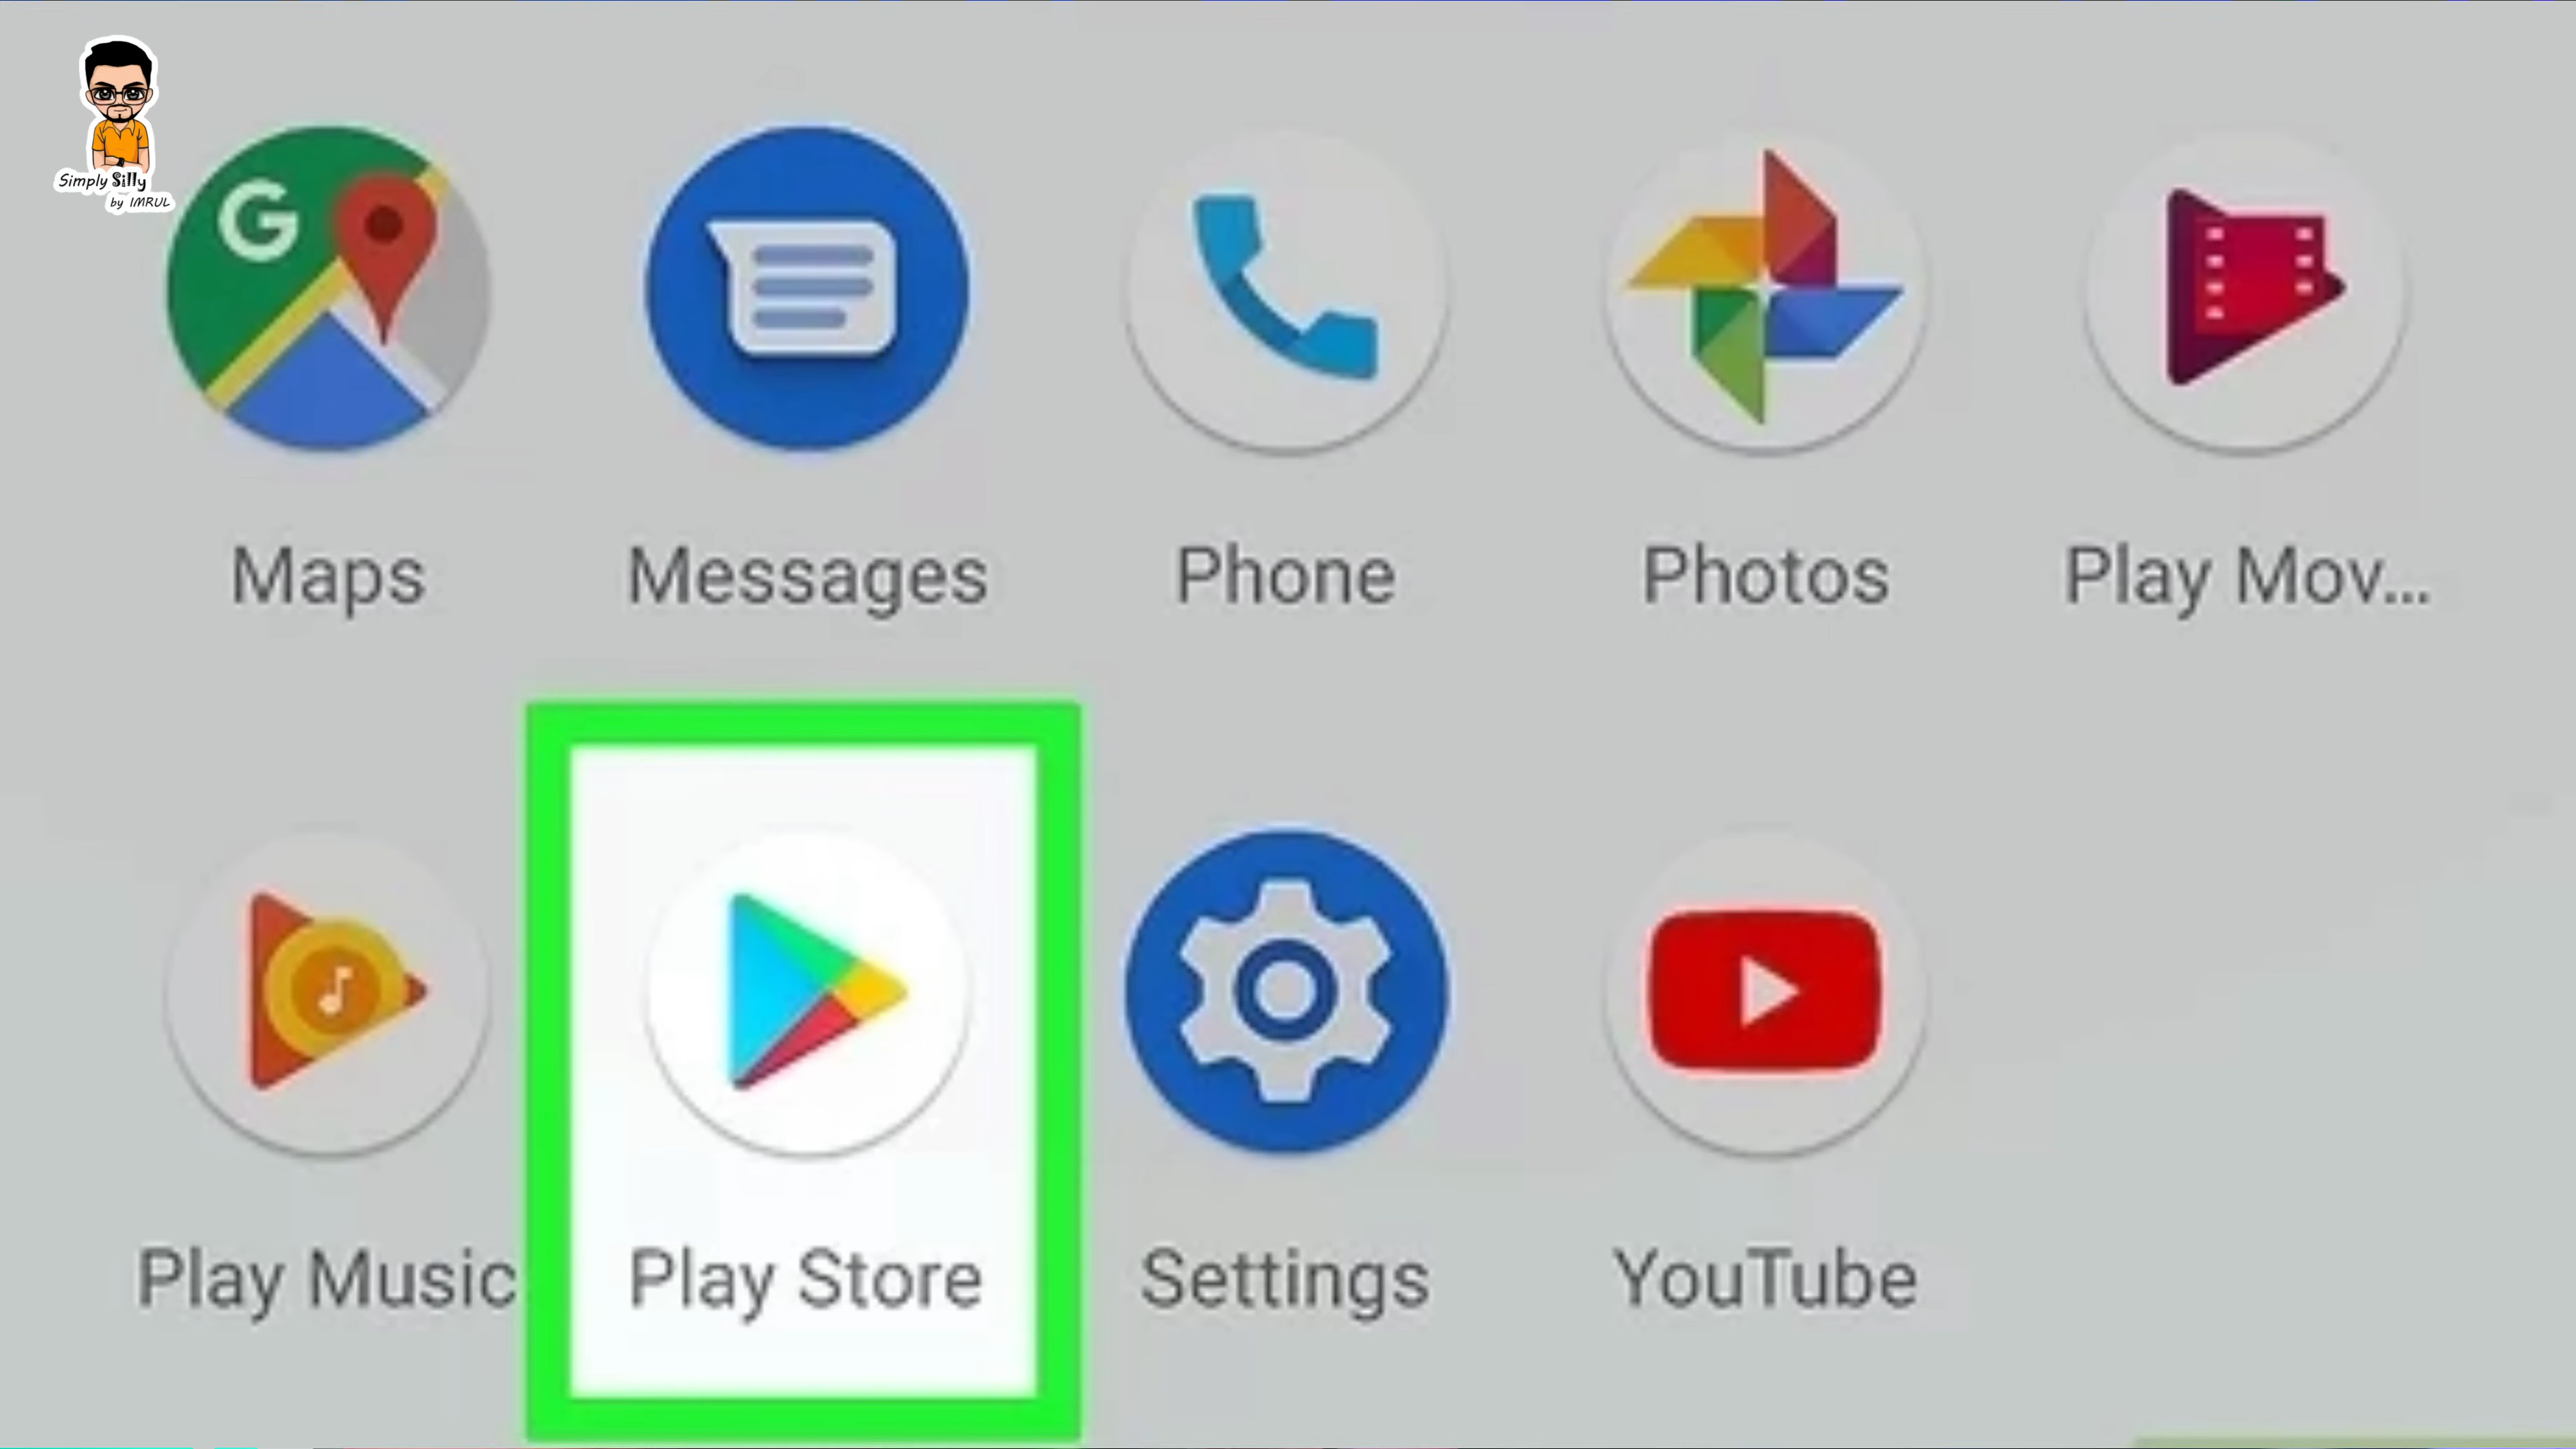 Simply Silly
by IMRUL
G
Maps
Messages
Phone
Photos
Play Mov...
Play Music
Play Store
Settings
YouTube